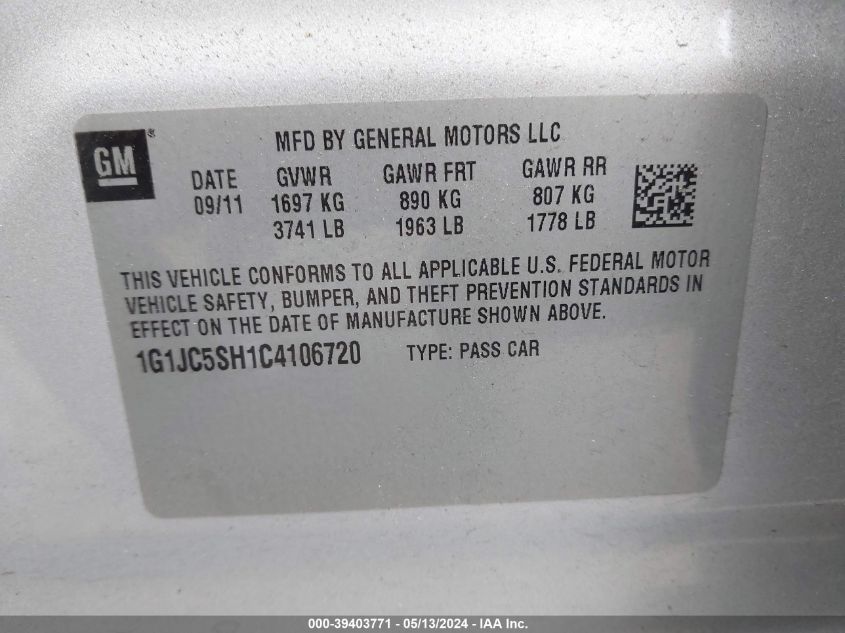 GM®
MFD BY GENERAL MOTORS LLC
DATE GVWR GAWR FRT GAWR RR
09/11 1697 KG 890 KG 807 KG
3741 LB 1963 LB 1778 LB
THIS VEHICLE CONFORMS TO ALL APPLICABLE U.S. FEDERAL MOTOR
VEHICLE SAFETY, BUMPER, AND THEFT PREVENTION STANDARDS IN
EFFECT ON THE DATE OF MANUFACTURE SHOWN ABOVE.
1G1JC5SH1C4106720 TYPE: PASS CAR
000-39403771 - 05/13/2024 - IAA Inc.